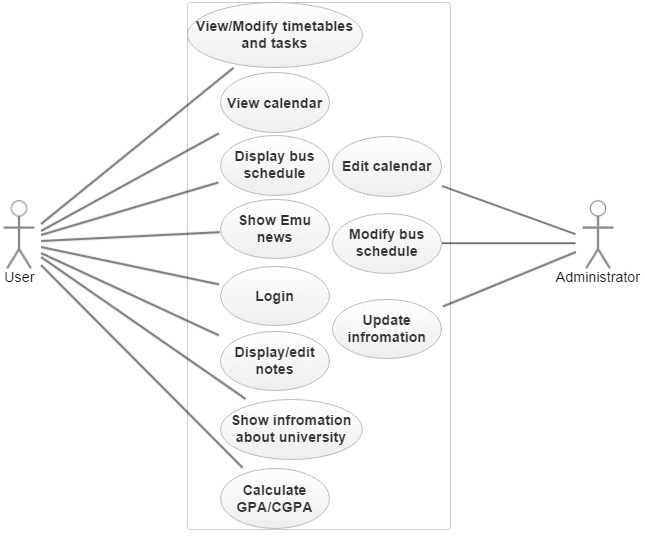 View/Modify timetables
and tasks
View calendar
Display bus
schedule
Edit calendar
Show Emu
news
Modify bus
schedule
User
Administrator
Login
Update
infromation
Display/edit
notes
Show infromation
about university
Calculate
GPA/CGPA